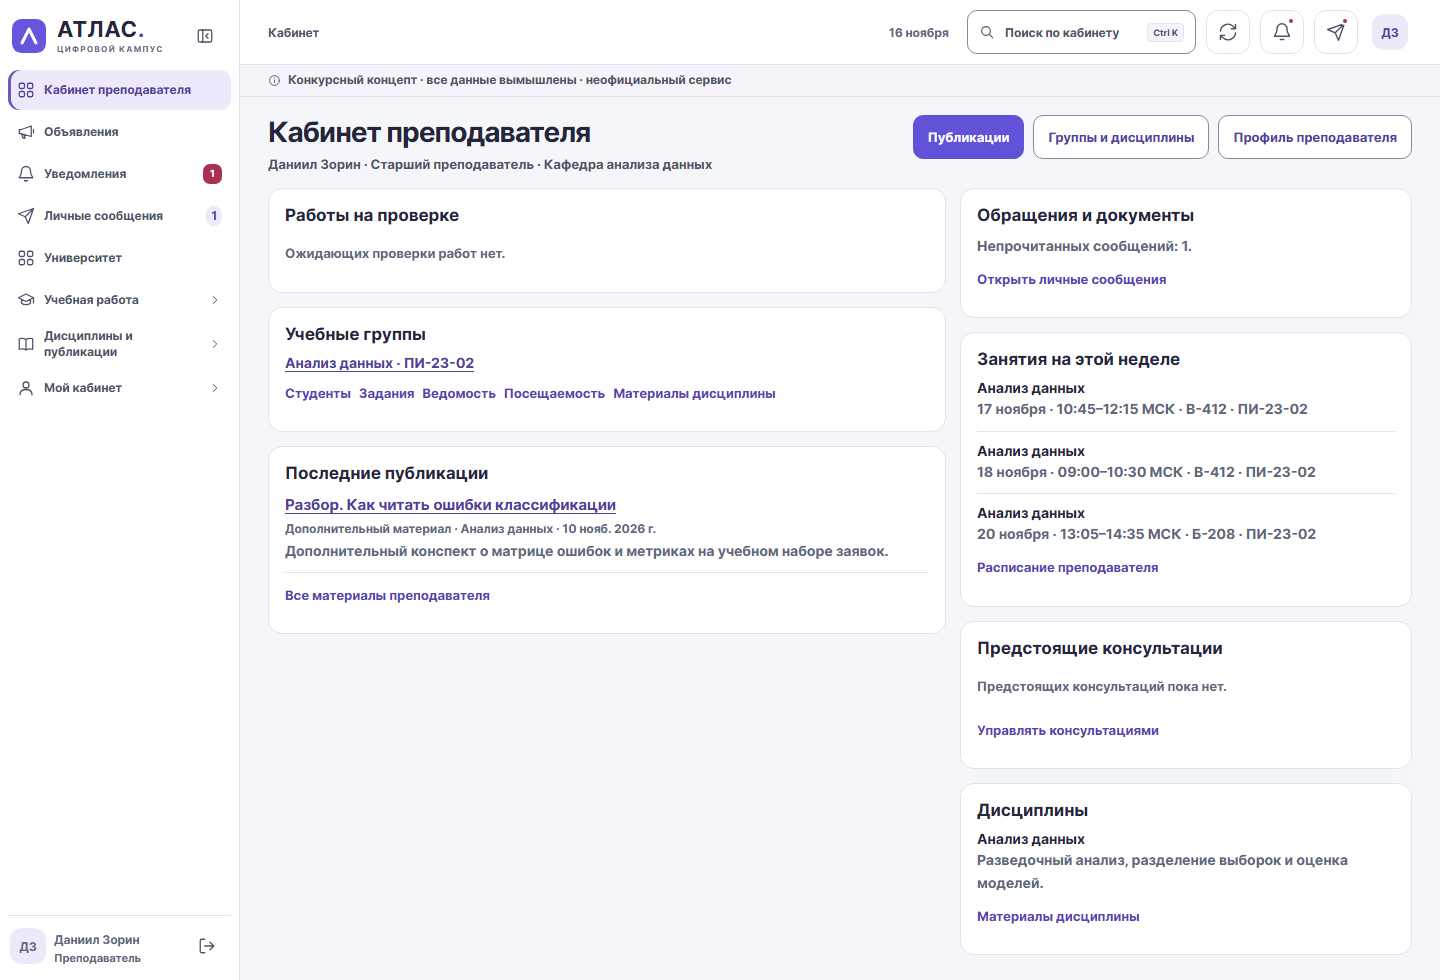 АТЛАС.
ЦИФРОВОЙ КАМПУС
Кабинет преподавателя
Объявления
Уведомления
1
Личные сообщения
1
Университет
Учебная работа
Дисциплины и
публикации
Мой кабинет
ДЗ
Даниил Зорин
Преподаватель
Кабинет
16 ноября
Поиск по кабинету
Ctrl K
ДЗ
Конкурсный концепт · все данные вымышлены · неофициальный сервис
Кабинет преподавателя
Даниил Зорин · Старший преподаватель · Кафедра анализа данных
Публикации
Группы и дисциплины
Профиль преподавателя
Работы на проверке
Ожидающих проверки работ нет.
Учебные группы
Анализ данных · ПИ-23-02
Студенты Задания Ведомость Посещаемость Материалы дисциплины
Последние публикации
Разбор. Как читать ошибки классификации
Дополнительный материал · Анализ данных · 10 нояб. 2026 г.
Дополнительный конспект о матрице ошибок и метриках на учебном наборе заявок.
Все материалы преподавателя
Обращения и документы
Непрочитанных сообщений: 1.
Открыть личные сообщения
Занятия на этой неделе
Анализ данных
17 ноября · 10:45–12:15 МСК · В-412 · ПИ-23-02
Анализ данных
18 ноября · 09:00–10:30 МСК · В-412 · ПИ-23-02
Анализ данных
20 ноября · 13:05–14:35 МСК · Б-208 · ПИ-23-02
Расписание преподавателя
Предстоящие консультации
Предстоящих консультаций пока нет.
Управлять консультациями
Дисциплины
Анализ данных
Разведочный анализ, разделение выборок и оценка
моделей.
Материалы дисциплины